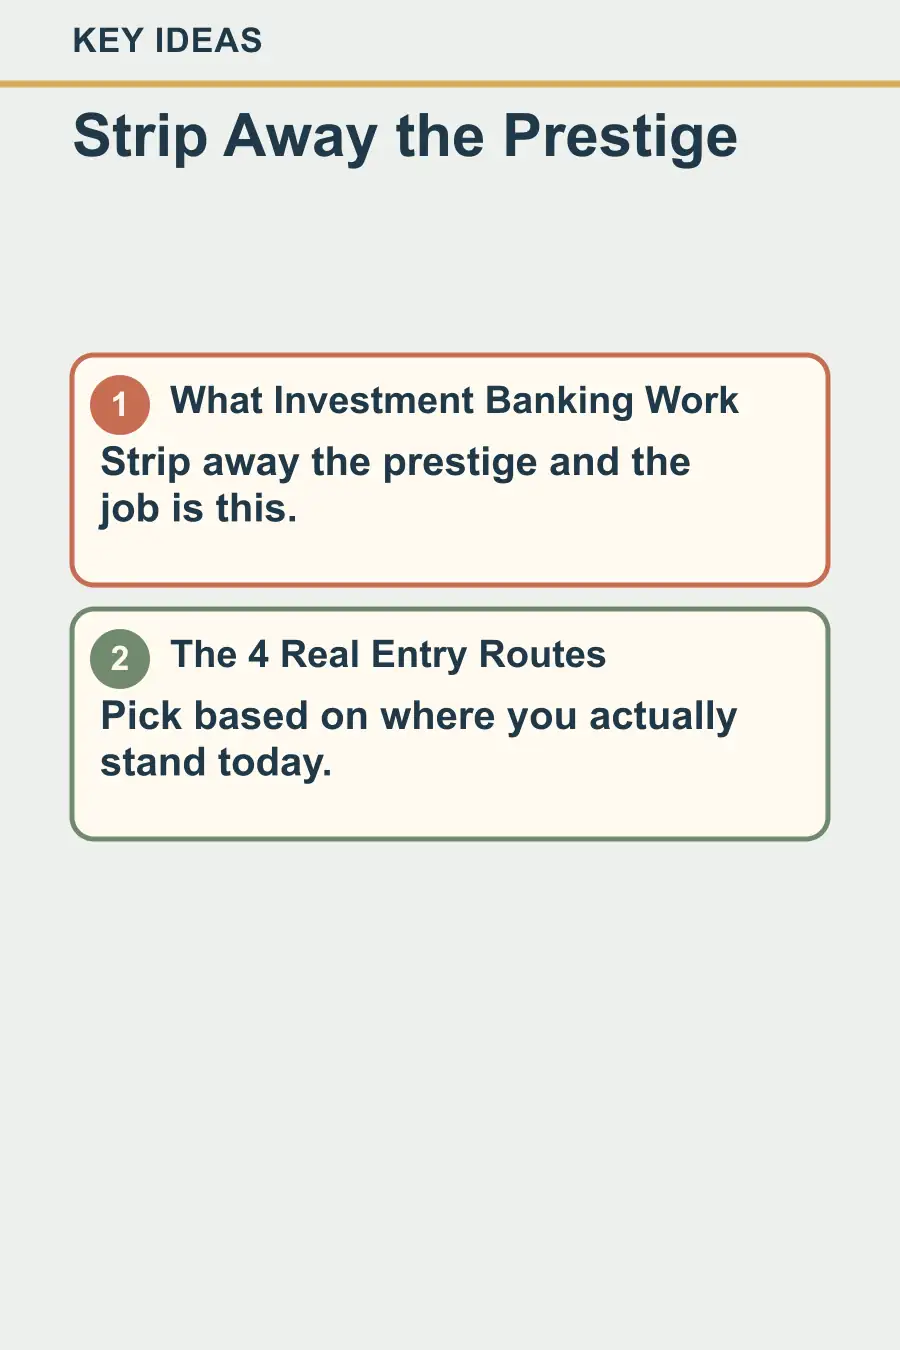 KEY IDEAS
Strip Away the Prestige
1 What Investment Banking Work
Strip away the prestige and the
job is this.
2 The 4 Real Entry Routes
Pick based on where you actually
stand today.